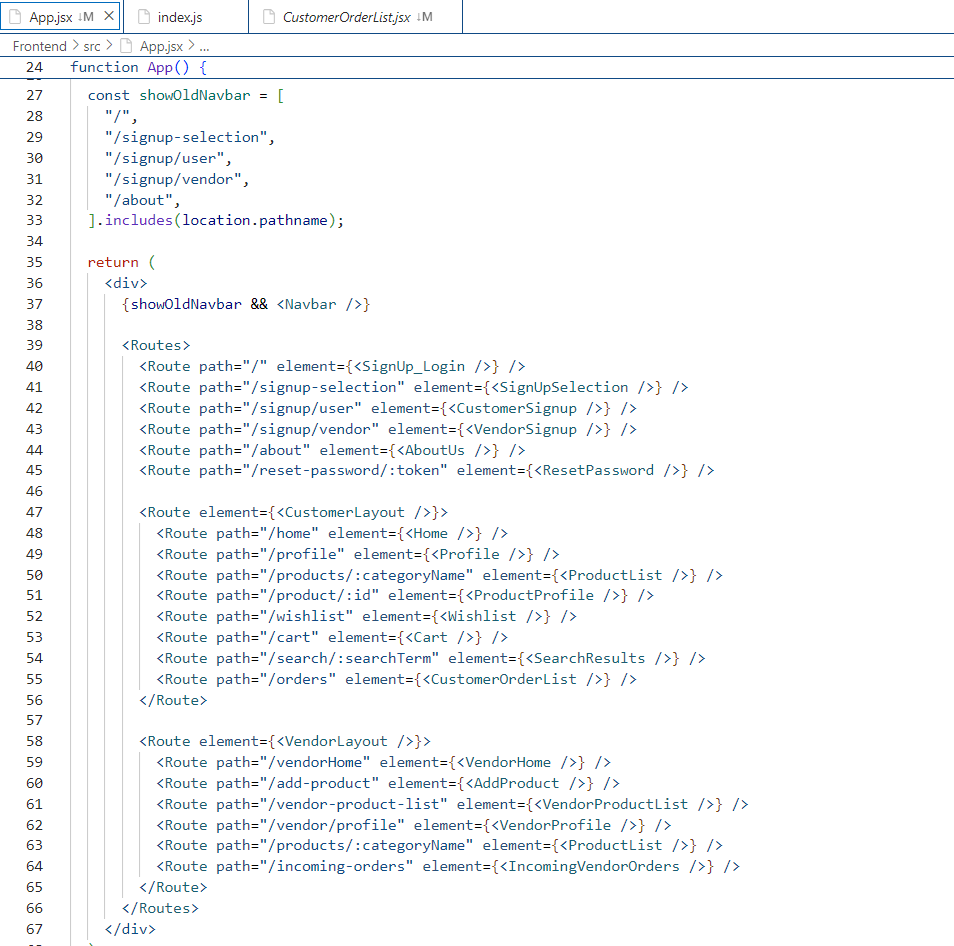 App.jsx ↓M ×
index.js
CustomerOrderList.jsx ↓M
Frontend > src > App.jsx > ...
24 function App() {
27 const showOldNavbar = [
28 "/",
29 "/signup-selection",
30 "/signup/user",
31 "/signup/vendor",
32 "/about",
33 ].includes(location.pathname);
34
35 return (
36 <div>
37 {showOldNavbar && <Navbar />}
38
39 <Routes>
40 <Route path="/" element={<SignUp_Login />} />
41 <Route path="/signup-selection" element={<SignUpSelection />} />
42 <Route path="/signup/user" element={<CustomerSignup />} />
43 <Route path="/signup/vendor" element={<VendorSignup />} />
44 <Route path="/about" element={<AboutUs />} />
45 <Route path="/reset-password/:token" element={<ResetPassword />} />
46
47 <Route element={<CustomerLayout />}>
48 <Route path="/home" element={<Home />} />
49 <Route path="/profile" element={<Profile />} />
50 <Route path="/products/:categoryName" element={<ProductList />} />
51 <Route path="/product/:id" element={<ProductProfile />} />
52 <Route path="/wishlist" element={<Wishlist />} />
53 <Route path="/cart" element={<Cart />} />
54 <Route path="/search/:searchTerm" element={<SearchResults />} />
55 <Route path="/orders" element={<CustomerOrderList />} />
56 </Route>
57
58 <Route element={<VendorLayout />}>
59 <Route path="/vendorHome" element={<VendorHome />} />
60 <Route path="/add-product" element={<AddProduct />} />
61 <Route path="/vendor-product-list" element={<VendorProductList />} />
62 <Route path="/vendor/profile" element={<VendorProfile />} />
63 <Route path="/products/:categoryName" element={<ProductList />} />
64 <Route path="/incoming-orders" element={<IncomingVendorOrders />} />
65 </Route>
66 </Routes>
67 </div>